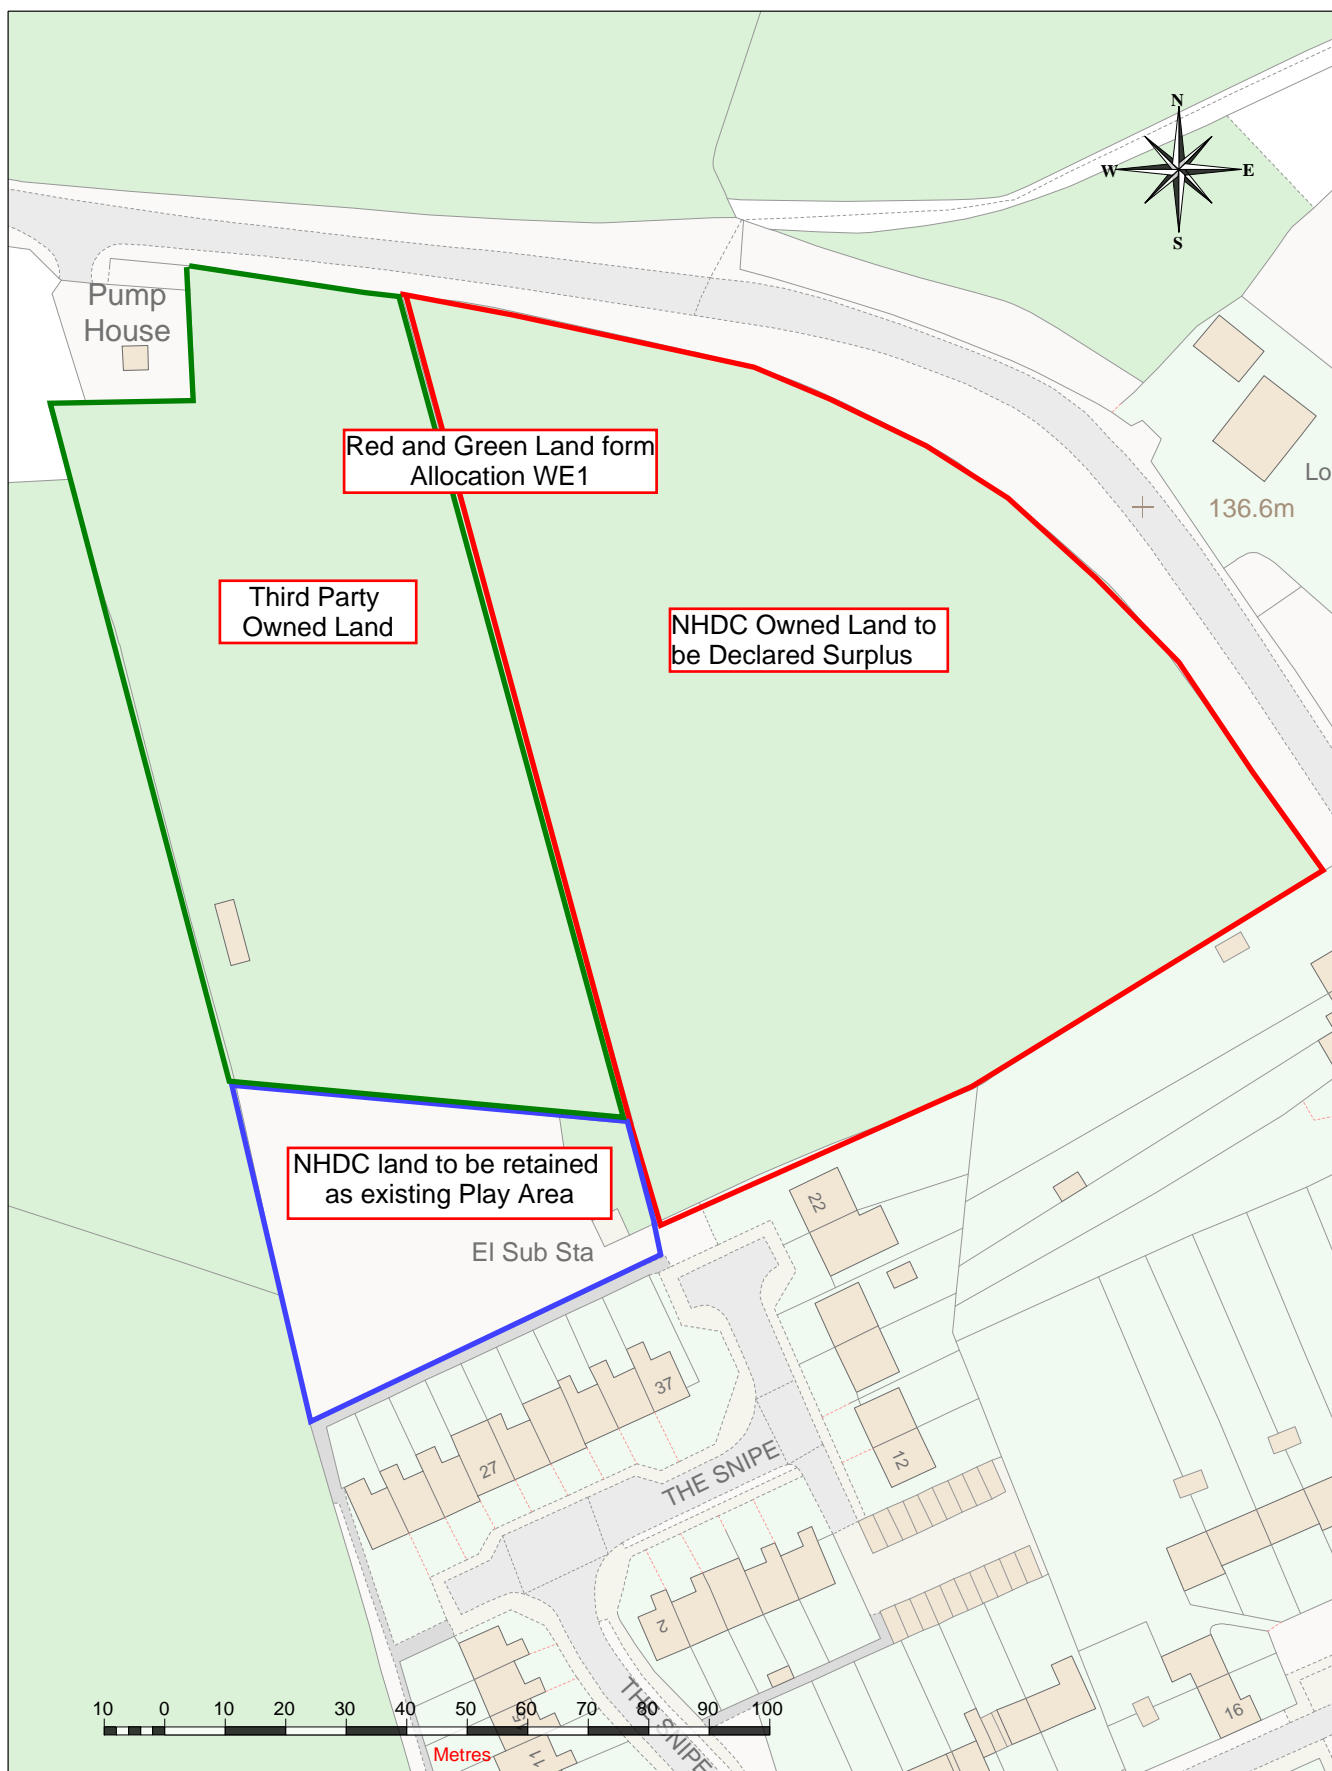 N
W
E
S
Pump
House
Red and Green Land form
Allocation WE1
Lo
136.6m
Third Party
Owned Land
NHDC Owned Land to
be Declared Surplus
NHDC land to be retained
as existing Play Area
22
El Sub Sta
37
27
THE SNIPE
12
2
THE SNIPE
15
11
16
10 0 10 20 30 40 50 60 70 80 90 100
Metres